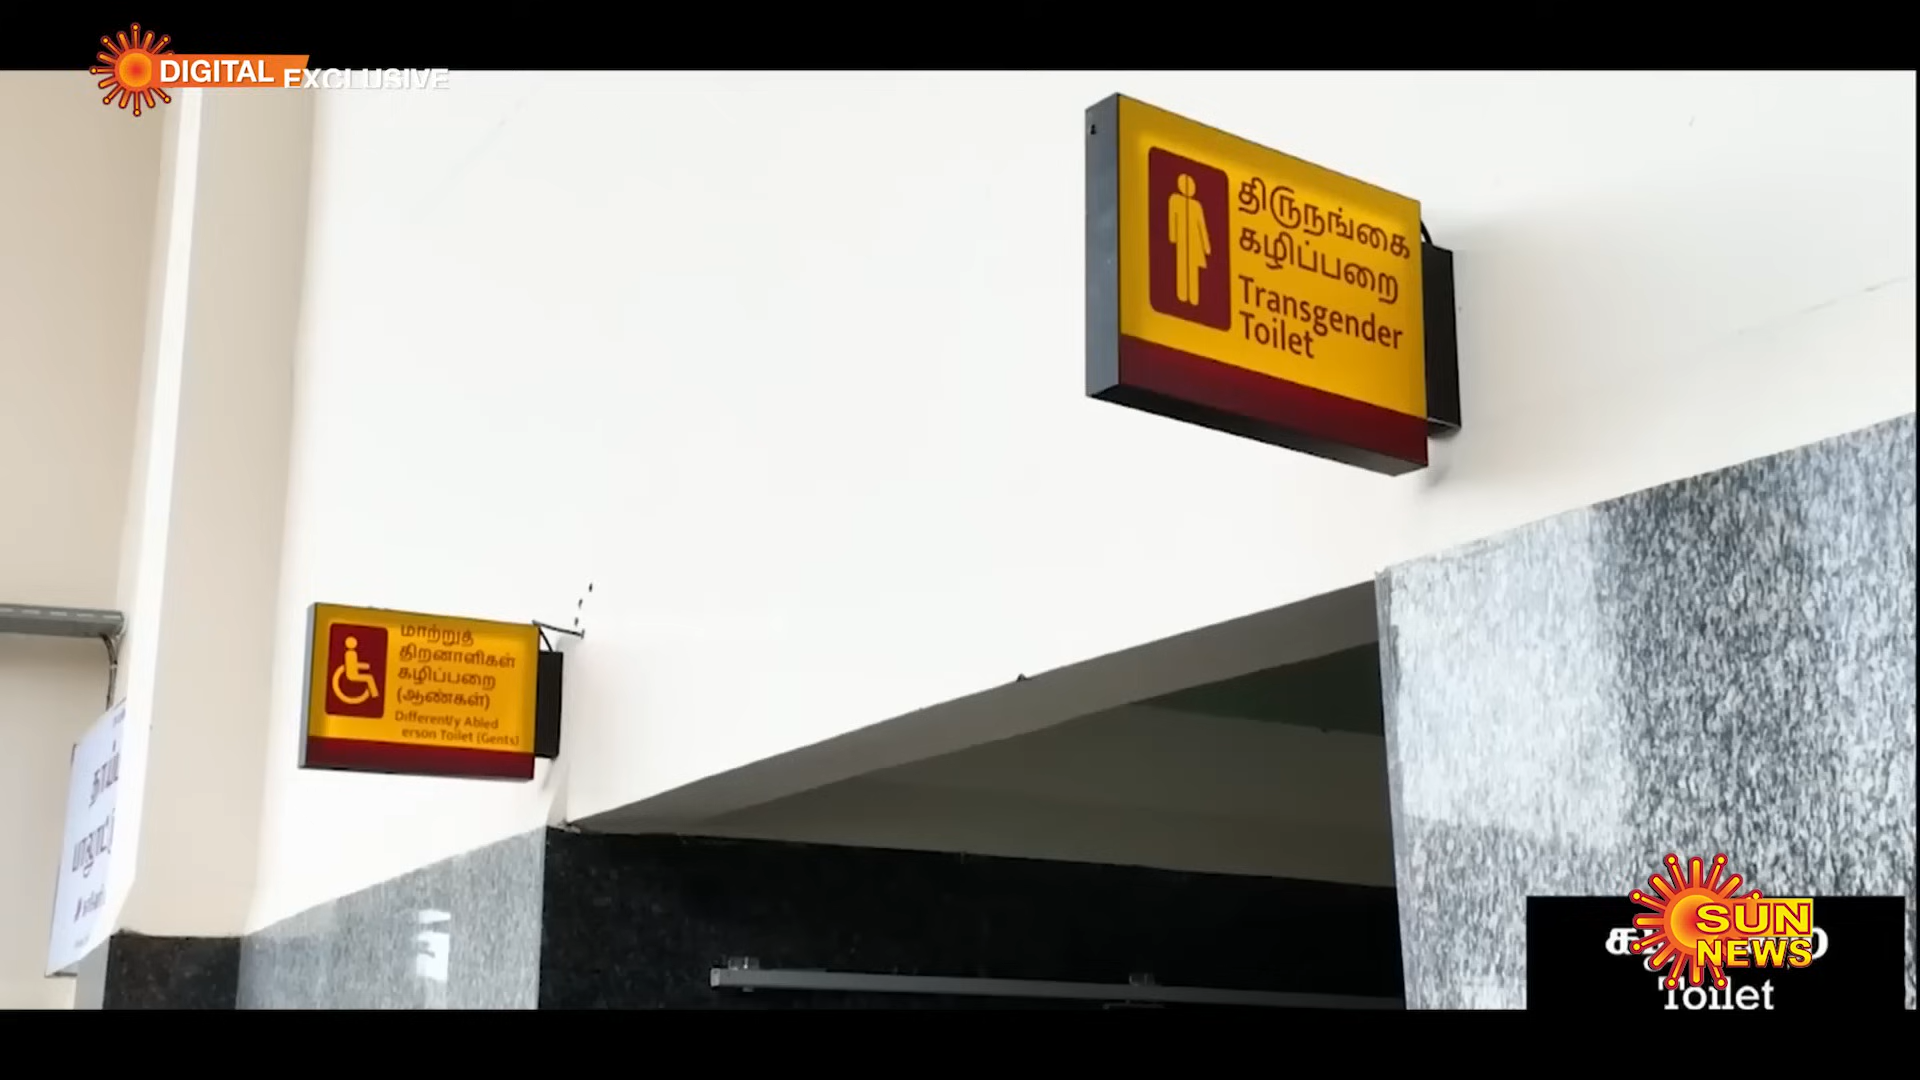 DIGITAL
EXCLUSIVE
திருநங்கை
கழிப்பறை
Transgender
Toilet
மாற்றுத்
திறனாளிகள்
கழிப்பறை
(ஆண்கள்)
Differently Abled
erson Toilet (Gents)
SUN
NEWS
Toilet